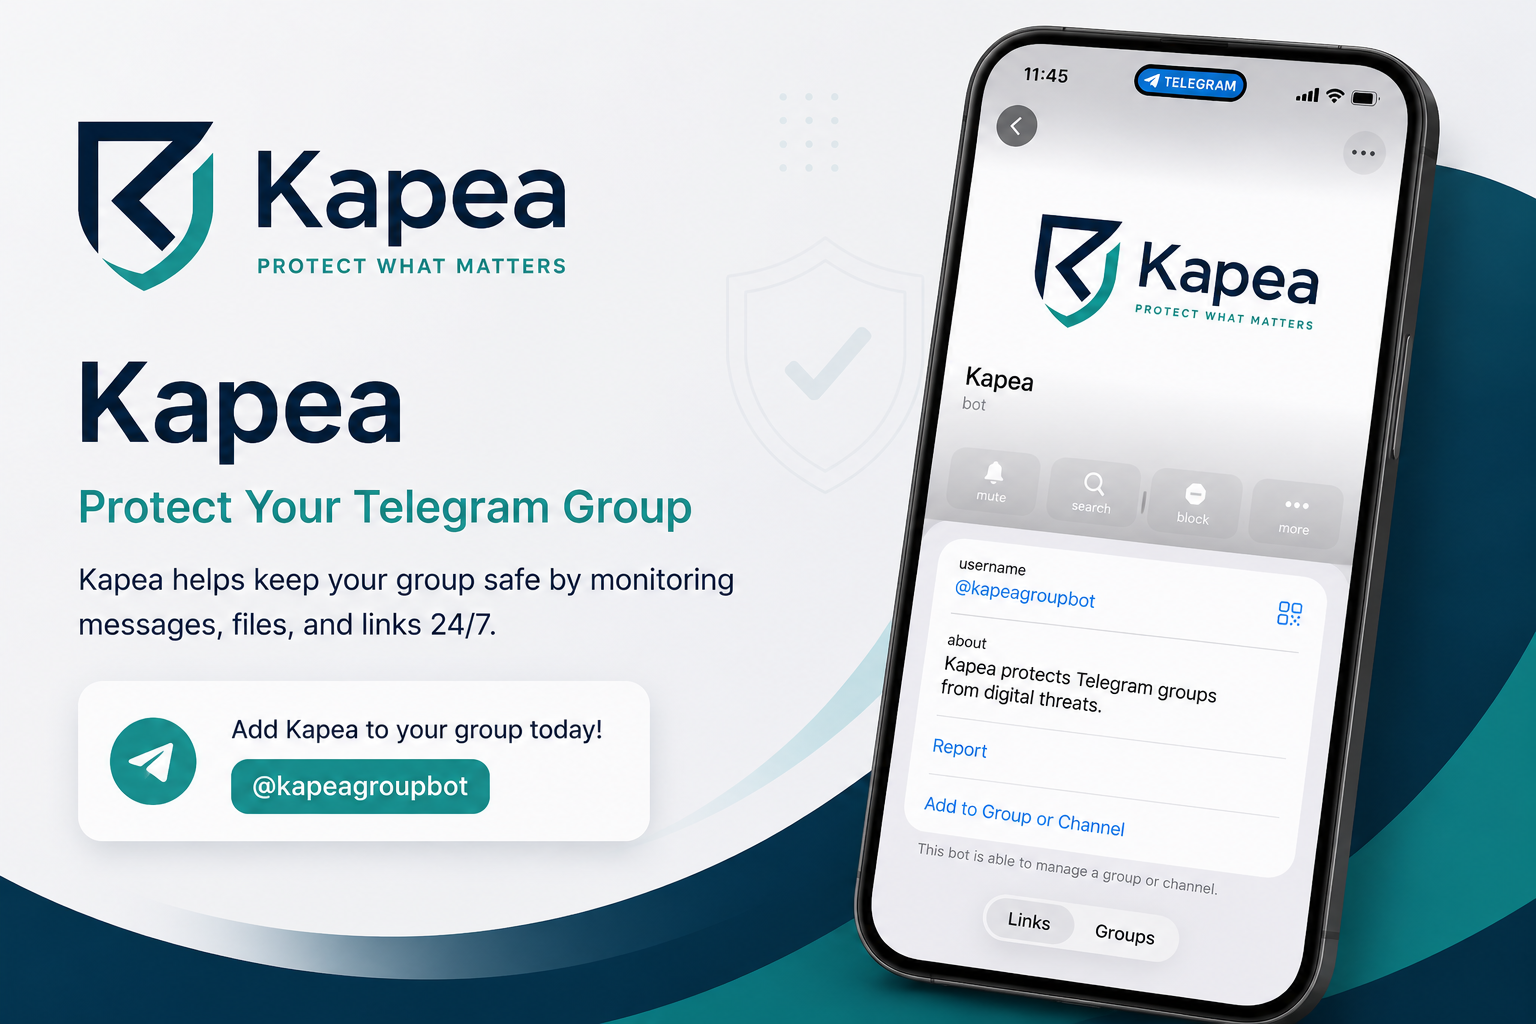 Kapea
PROTECT WHAT MATTERS
Kapea
Protect Your Telegram Group
Kapea helps keep your group safe by monitoring
messages, files, and links 24/7.
Add Kapea to your group today!
@kapeagroupbot
11:45
TELEGRAM
Kapea
PROTECT WHAT MATTERS
Kapea
bot
mute
search
block
more
username
@kapeagroupbot
about
Kapea protects Telegram groups
from digital threats.
Report
Add to Group or Channel
This bot is able to manage a group or channel.
Links
Groups